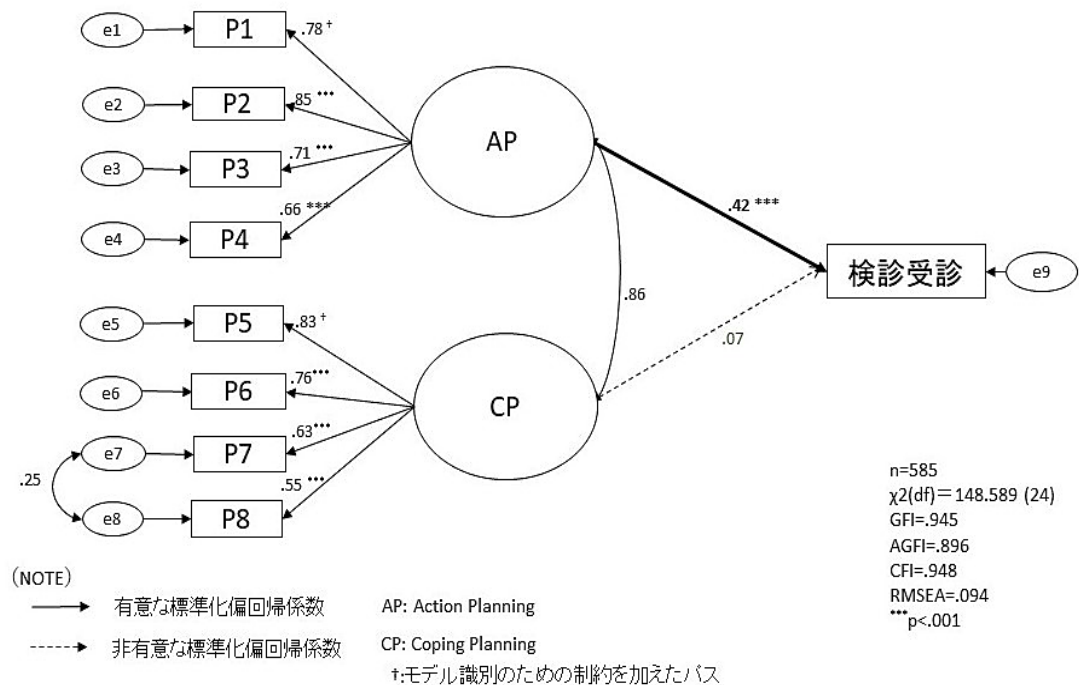 e1 P1 .78 †
e2 P2 .85 ***
e3 P3 .71 ***
e4 P4 .66 ***
AP
.42 ***
検診受診 e9
.86
.07
e5 P5 .83 †
e6 P6 .76 ***
e7 P7 .63 ***
.25
e8 P8 .55 ***
CP
n=585
χ2(df)=148.589 (24)
GFI=.945
AGFI=.896
CFI=.948
RMSEA=.094
***p<.001
(NOTE)
有意な標準化偏回帰係数 AP: Action Planning
非有意な標準化偏回帰係数 CP: Coping Planning
†:モデル識別のための制約を加えたパス